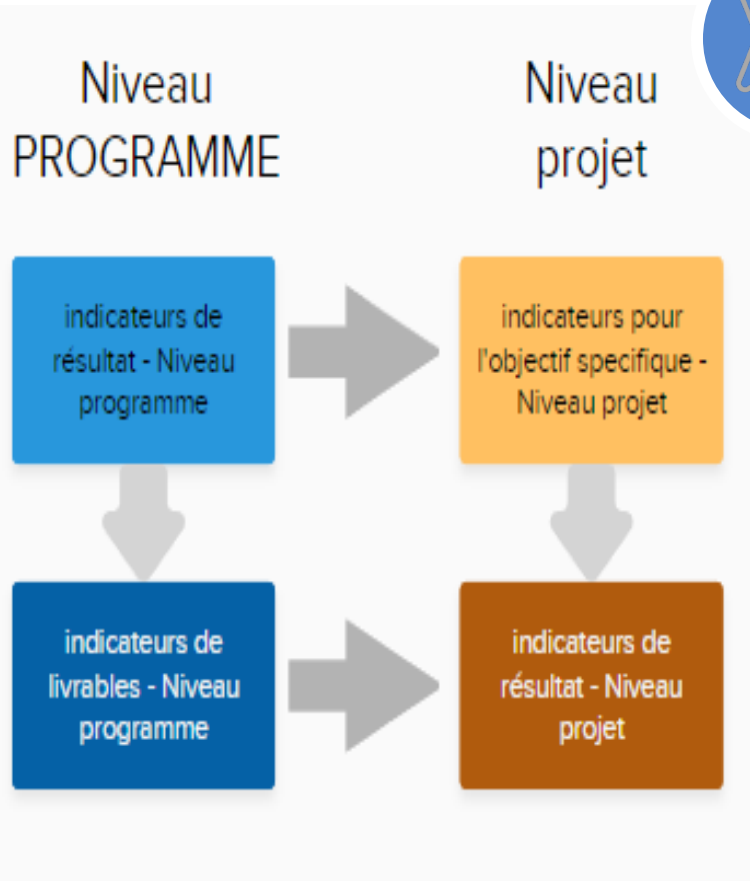 Niveau
PROGRAMME
Niveau
projet
indicateurs de
résultat - Niveau
programme
indicateurs pour
l'objectif specifique -
Niveau projet
indicateurs de
livrables - Niveau
programme
indicateurs de
résultat - Niveau
projet